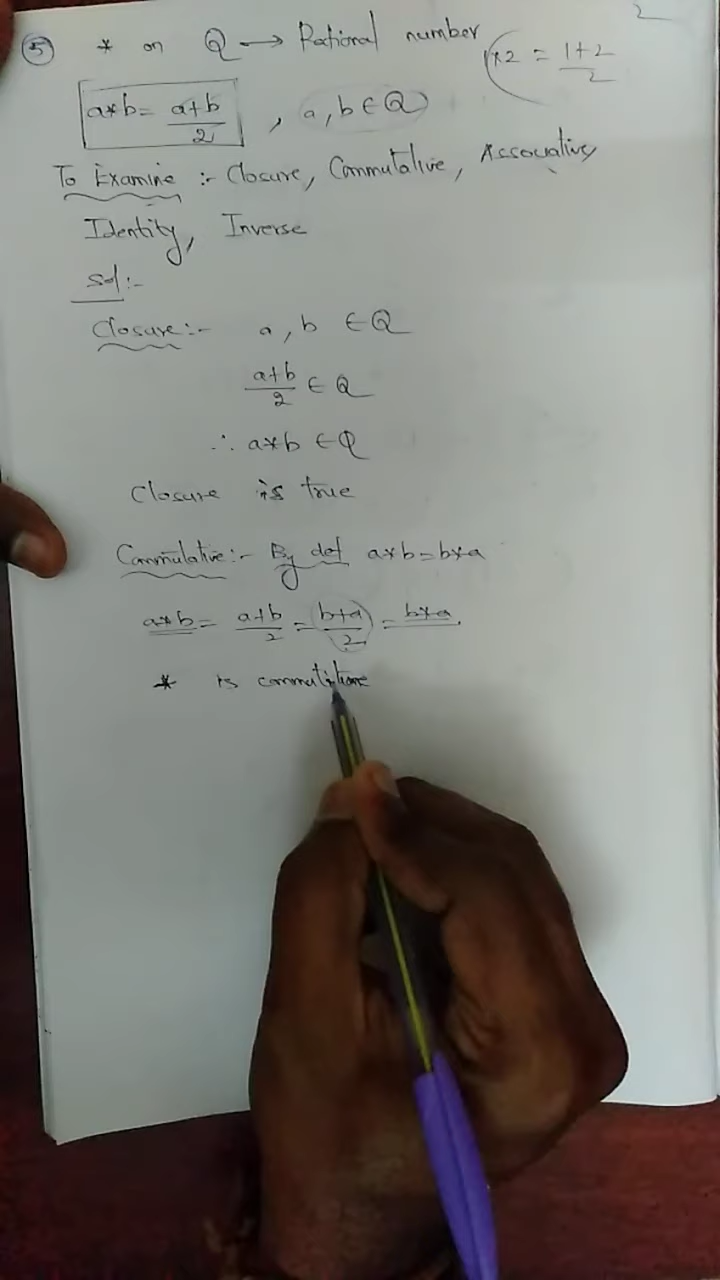 5 * on Q → Rational number
1*2 = 1+2/2
a*b = a+b/2 , a, b ∈ Q
To Examine :- Closure, Commutative, Associative,
Identity, Inverse
Sol:-
Closure:- a, b ∈ Q
a+b/2 ∈ Q
∴ a*b ∈ Q
Closure is true
Commutative:- By def a*b = b*a
a*b = a+b/2 = b+a/2 = b*a.
* is